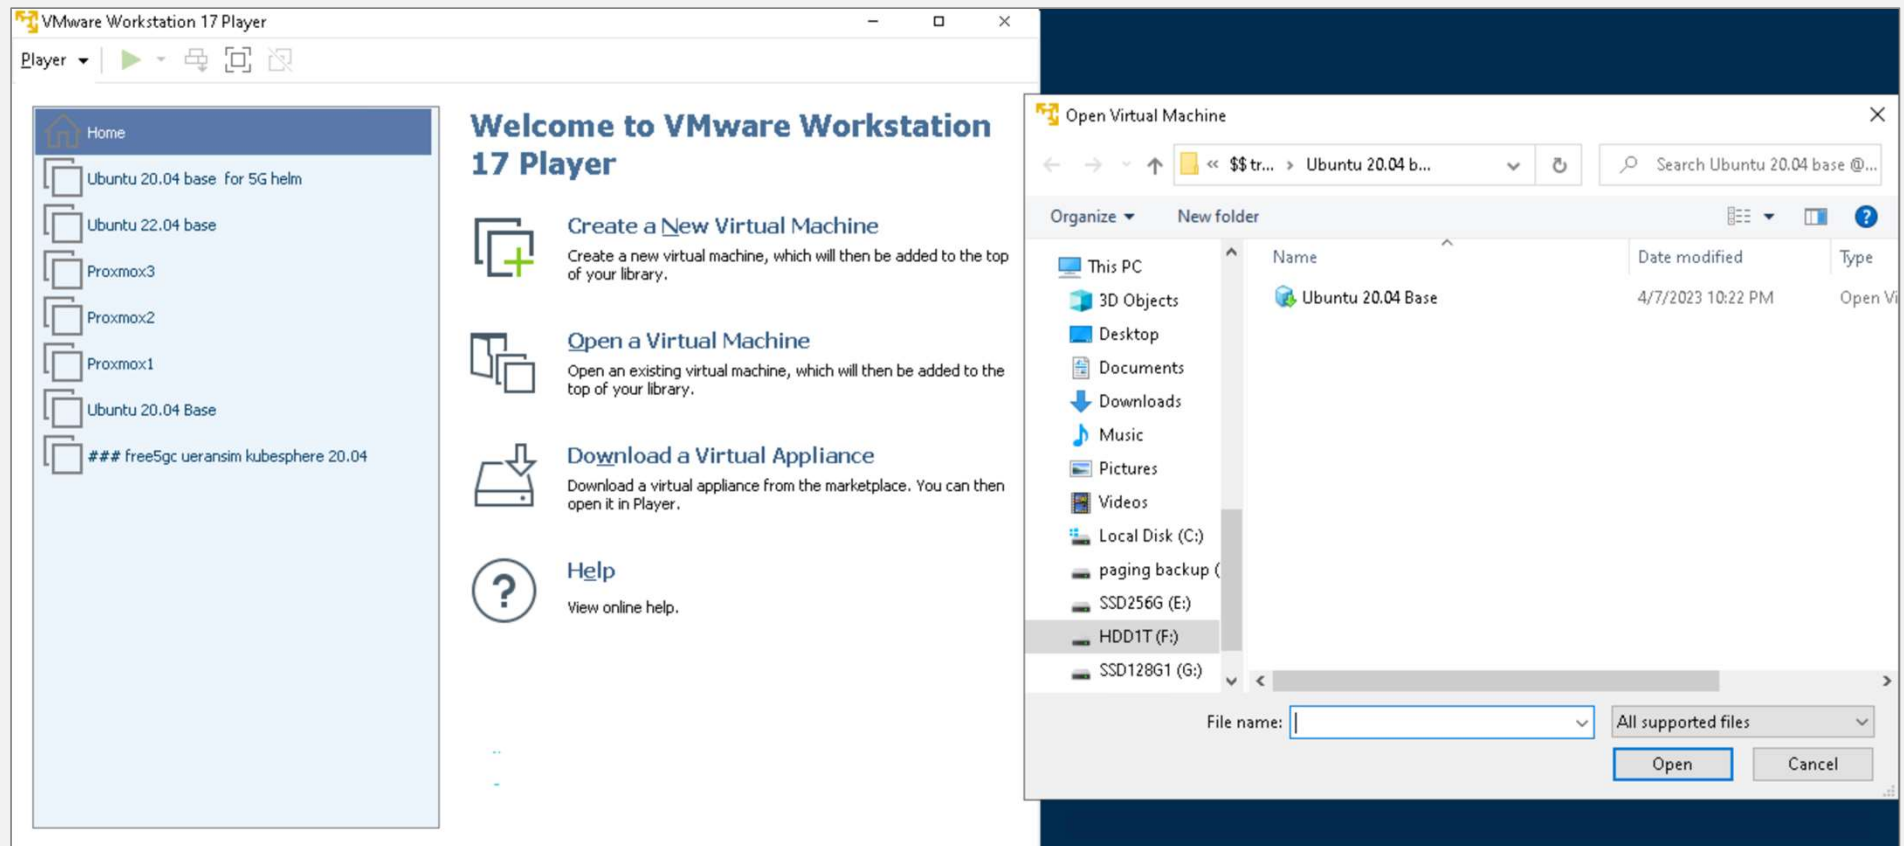 VMware Workstation 17 Player
Player
Home
Ubuntu 20.04 base  for 5G helm
Ubuntu 22.04 base
Proxmox3
Proxmox2
Proxmox1
Ubuntu 20.04 Base
### free5gc ueransim kubesphere 20.04
Welcome to VMware Workstation
17 Player
Create a New Virtual Machine
Create a new virtual machine, which will then be added to the top
of your library.
Open a Virtual Machine
Open an existing virtual machine, which will then be added to the
top of your library.
Download a Virtual Appliance
Download a virtual appliance from the marketplace. You can then
open it in Player.
Help
View online help.
Open Virtual Machine
« $$ tr... › Ubuntu 20.04 b...
Search Ubuntu 20.04 base @...
Organize
New folder
This PC
3D Objects
Desktop
Documents
Downloads
Music
Pictures
Videos
Local Disk (C:)
paging backup (
SSD256G (E:)
HDD1T (F:)
SSD128G1 (G:)
Name
Date modified
Type
Ubuntu 20.04 Base
4/7/2023 10:22 PM
Open Vi
File name:
All supported files
Open
Cancel